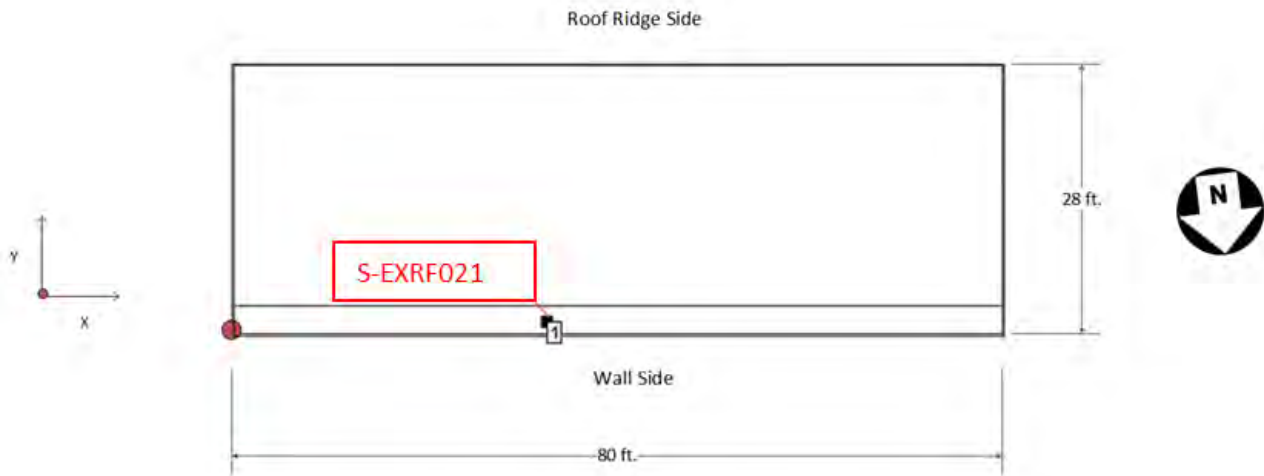 Roof Ridge Side
28 ft.
N
S-EXRF021
y
X
1
Wall Side
80 ft.